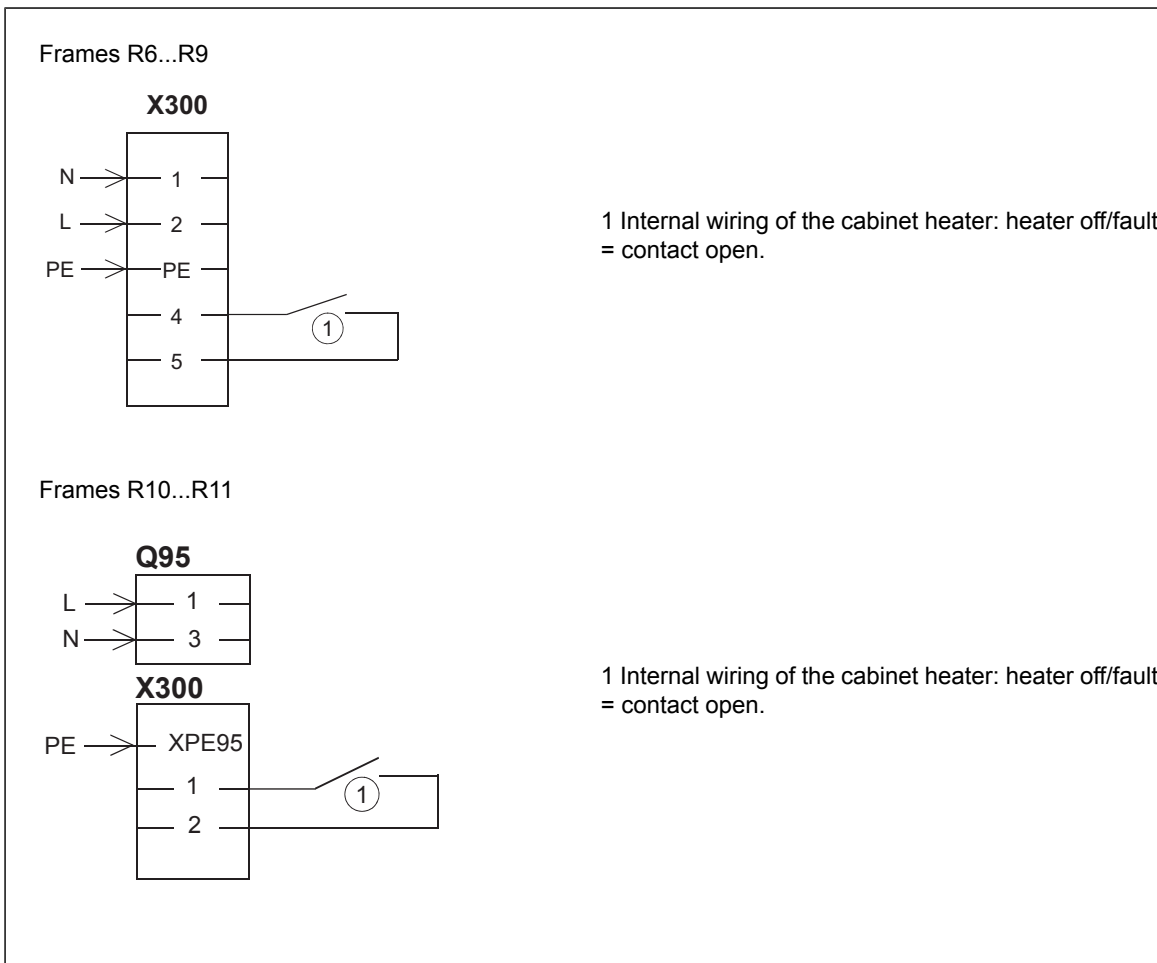 Frames R6...R9
X300
N 1
L 2
PE PE
4
1
5
1 Internal wiring of the cabinet heater: heater off/fault
= contact open.
Frames R10...R11
Q95
L 1
N 3
X300
PE XPE95
1
1
2
1 Internal wiring of the cabinet heater: heater off/fault
= contact open.